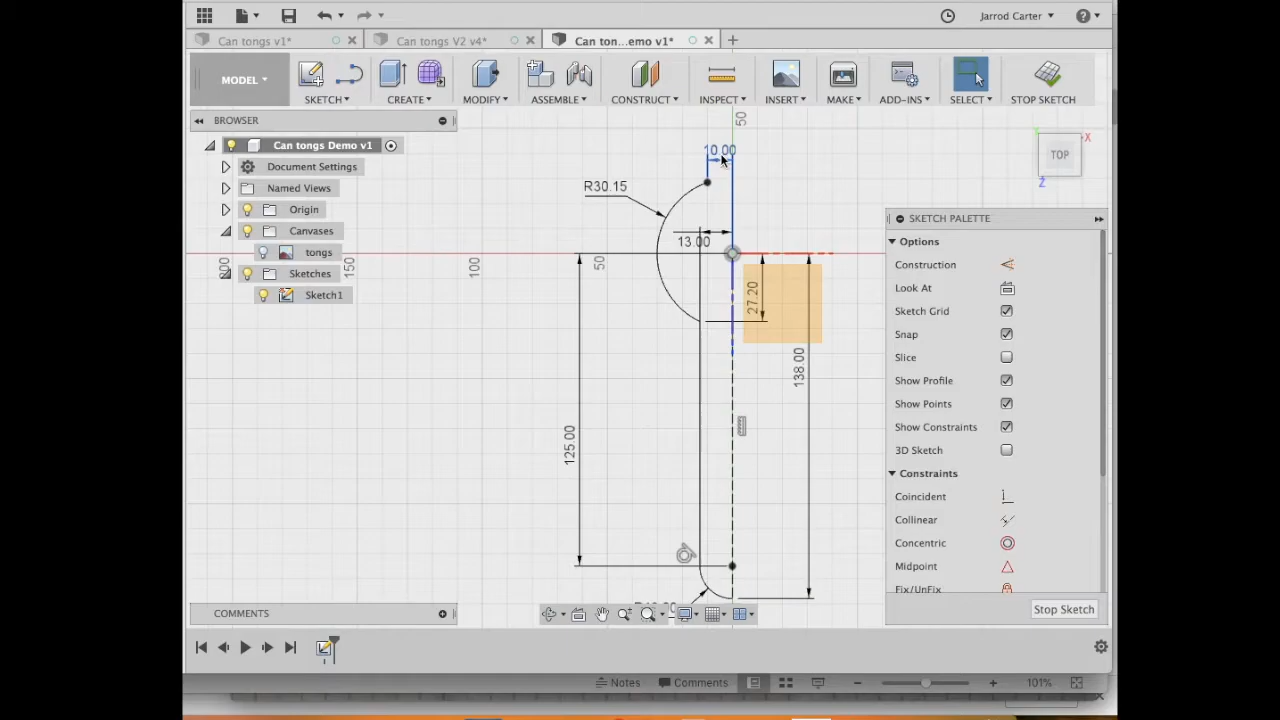 Jarrod Carter
Can tongs v1*
Can tongs V2 v4*
Can ton...emo v1*
MODEL
SKETCH
CREATE
MODIFY
ASSEMBLE
CONSTRUCT
INSPECT
INSERT
MAKE
ADD-INS
SELECT
STOP SKETCH
BROWSER
Can tongs Demo v1
Document Settings
Named Views
Origin
Canvases
tongs
Sketches
Sketch1
50
10.00
R30.15
13.00
150
100
50
27.20
138.00
125.00
TOP
X
Z
SKETCH PALETTE
Options
Construction
Look At
Sketch Grid
Snap
Slice
Show Profile
Show Points
Show Constraints
3D Sketch
Constraints
Coincident
Collinear
Concentric
Midpoint
Fix/UnFix
Stop Sketch
COMMENTS
Notes
Comments
101%